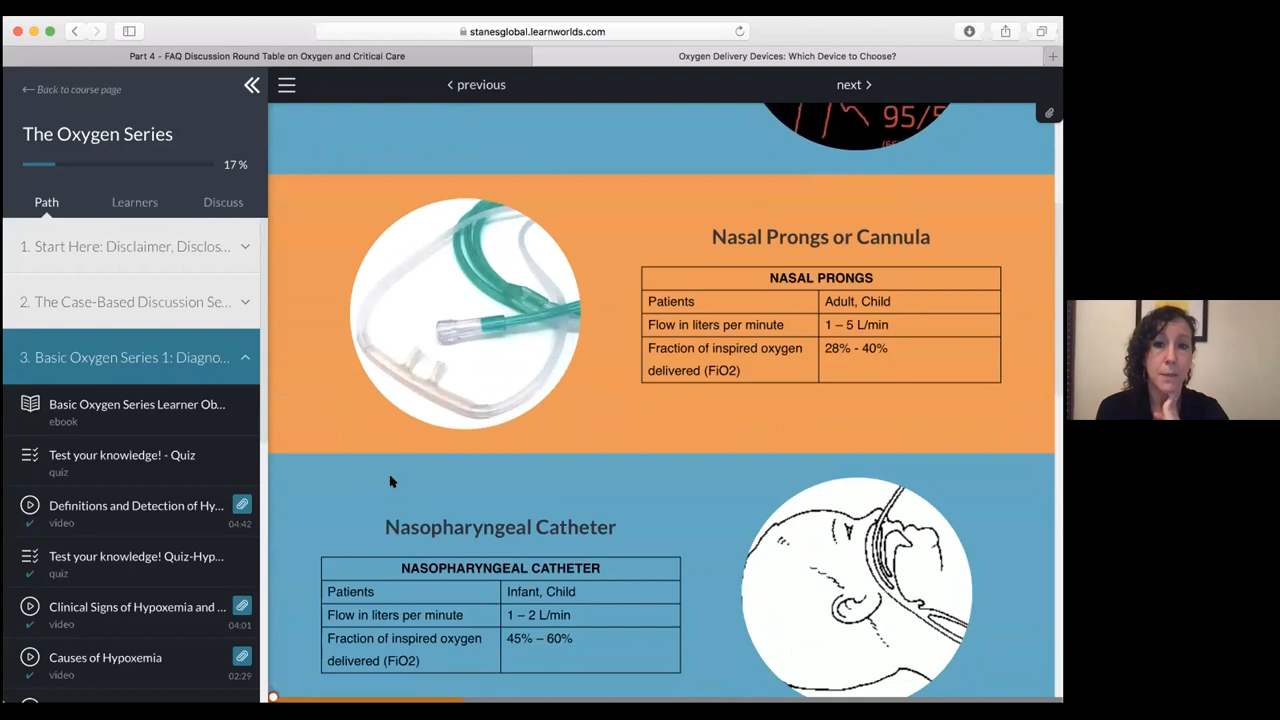 stanesglobal.learnworlds.com
Part 4 - FAQ Discussion Round Table on Oxygen and Critical Care
Oxygen Delivery Devices: Which Device to Choose?
Back to course page
The Oxygen Series
17 %
Path Learners Discuss
1. Start Here: Disclaimer, Disclos...
2. The Case-Based Discussion Se...
3. Basic Oxygen Series 1: Diagno...
Basic Oxygen Series Learner Ob...
ebook
Test your knowledge! - Quiz
quiz
Definitions and Detection of Hy...
video 04:42
Test your knowledge! Quiz-Hyp...
quiz
Clinical Signs of Hypoxemia and ...
video 04:01
Causes of Hypoxemia
video 02:29
previous
next
95/5
Nasal Prongs or Cannula
NASAL PRONGS
Patients Adult, Child
Flow in liters per minute 1 – 5 L/min
Fraction of inspired oxygen 28% - 40%
delivered (FiO2)
Nasopharyngeal Catheter
NASOPHARYNGEAL CATHETER
Patients Infant, Child
Flow in liters per minute 1 – 2 L/min
Fraction of inspired oxygen 45% – 60%
delivered (FiO2)